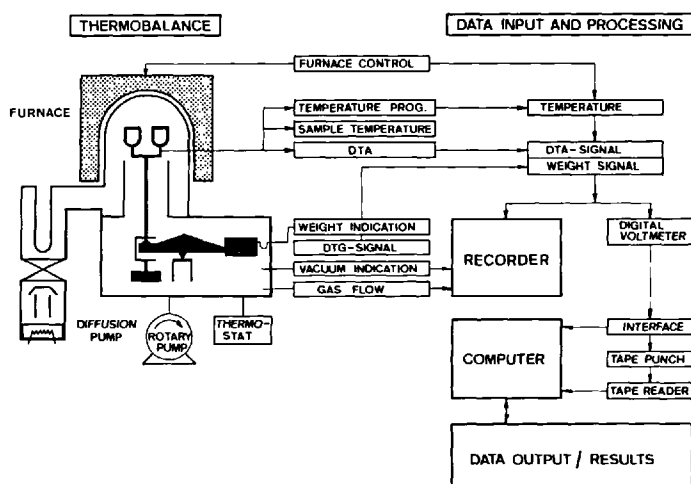 THERMOBALANCE
DATA INPUT AND PROCESSING
FURNACE CONTROL
FURNACE
TEMPERATURE PROG.
TEMPERATURE
SAMPLE TEMPERATURE
DTA
DTA-SIGNAL
WEIGHT SIGNAL
WEIGHT INDICATION
DTG-SIGNAL
VACUUM INDICATION
GAS FLOW
RECORDER
DIGITAL
VOLTMETER
DIFFUSION
PUMP
ROTARY
PUMP
THERMO-
STAT
INTERFACE
COMPUTER
TAPE PUNCH
TAPE READER
DATA OUTPUT / RESULTS